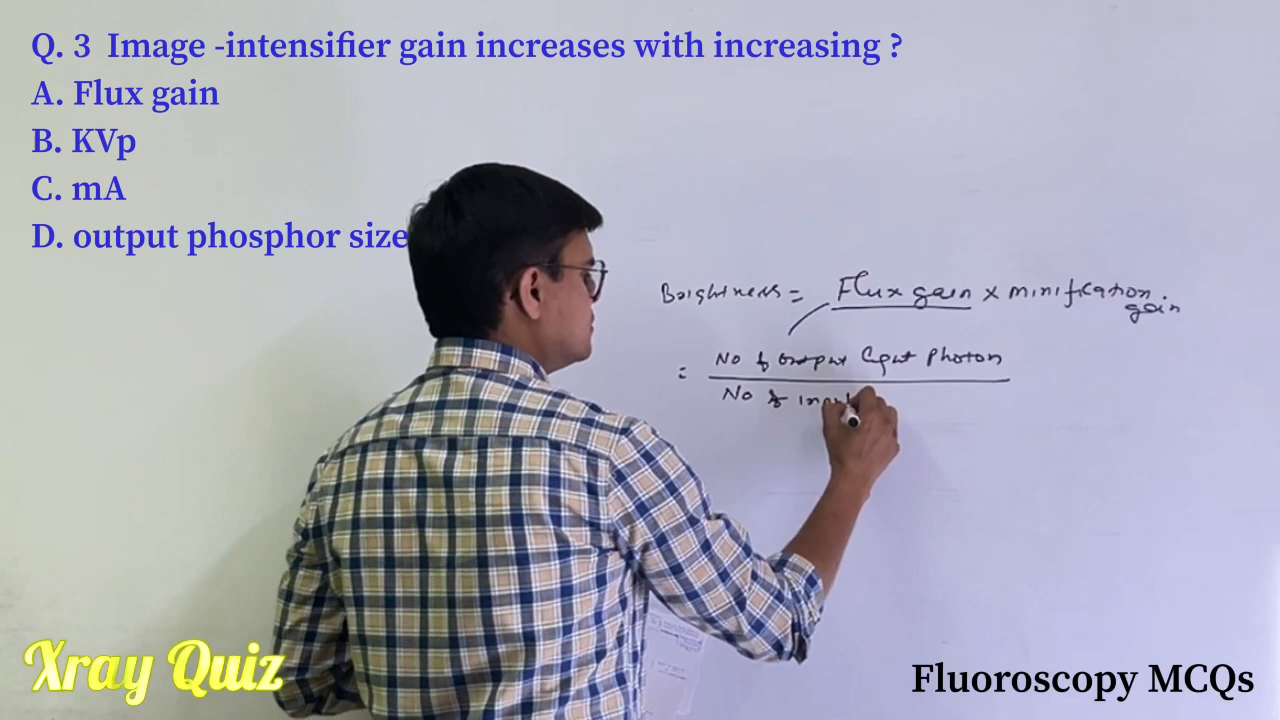 Q. 3 Image -intensifier gain increases with increasing ?
A. Flux gain
B. KVp
C. mA
D. output phosphor size
Brightness = Flux gain x minification gain
= No of output light Photon
No of input
Xray Quiz
Fluoroscopy MCQs